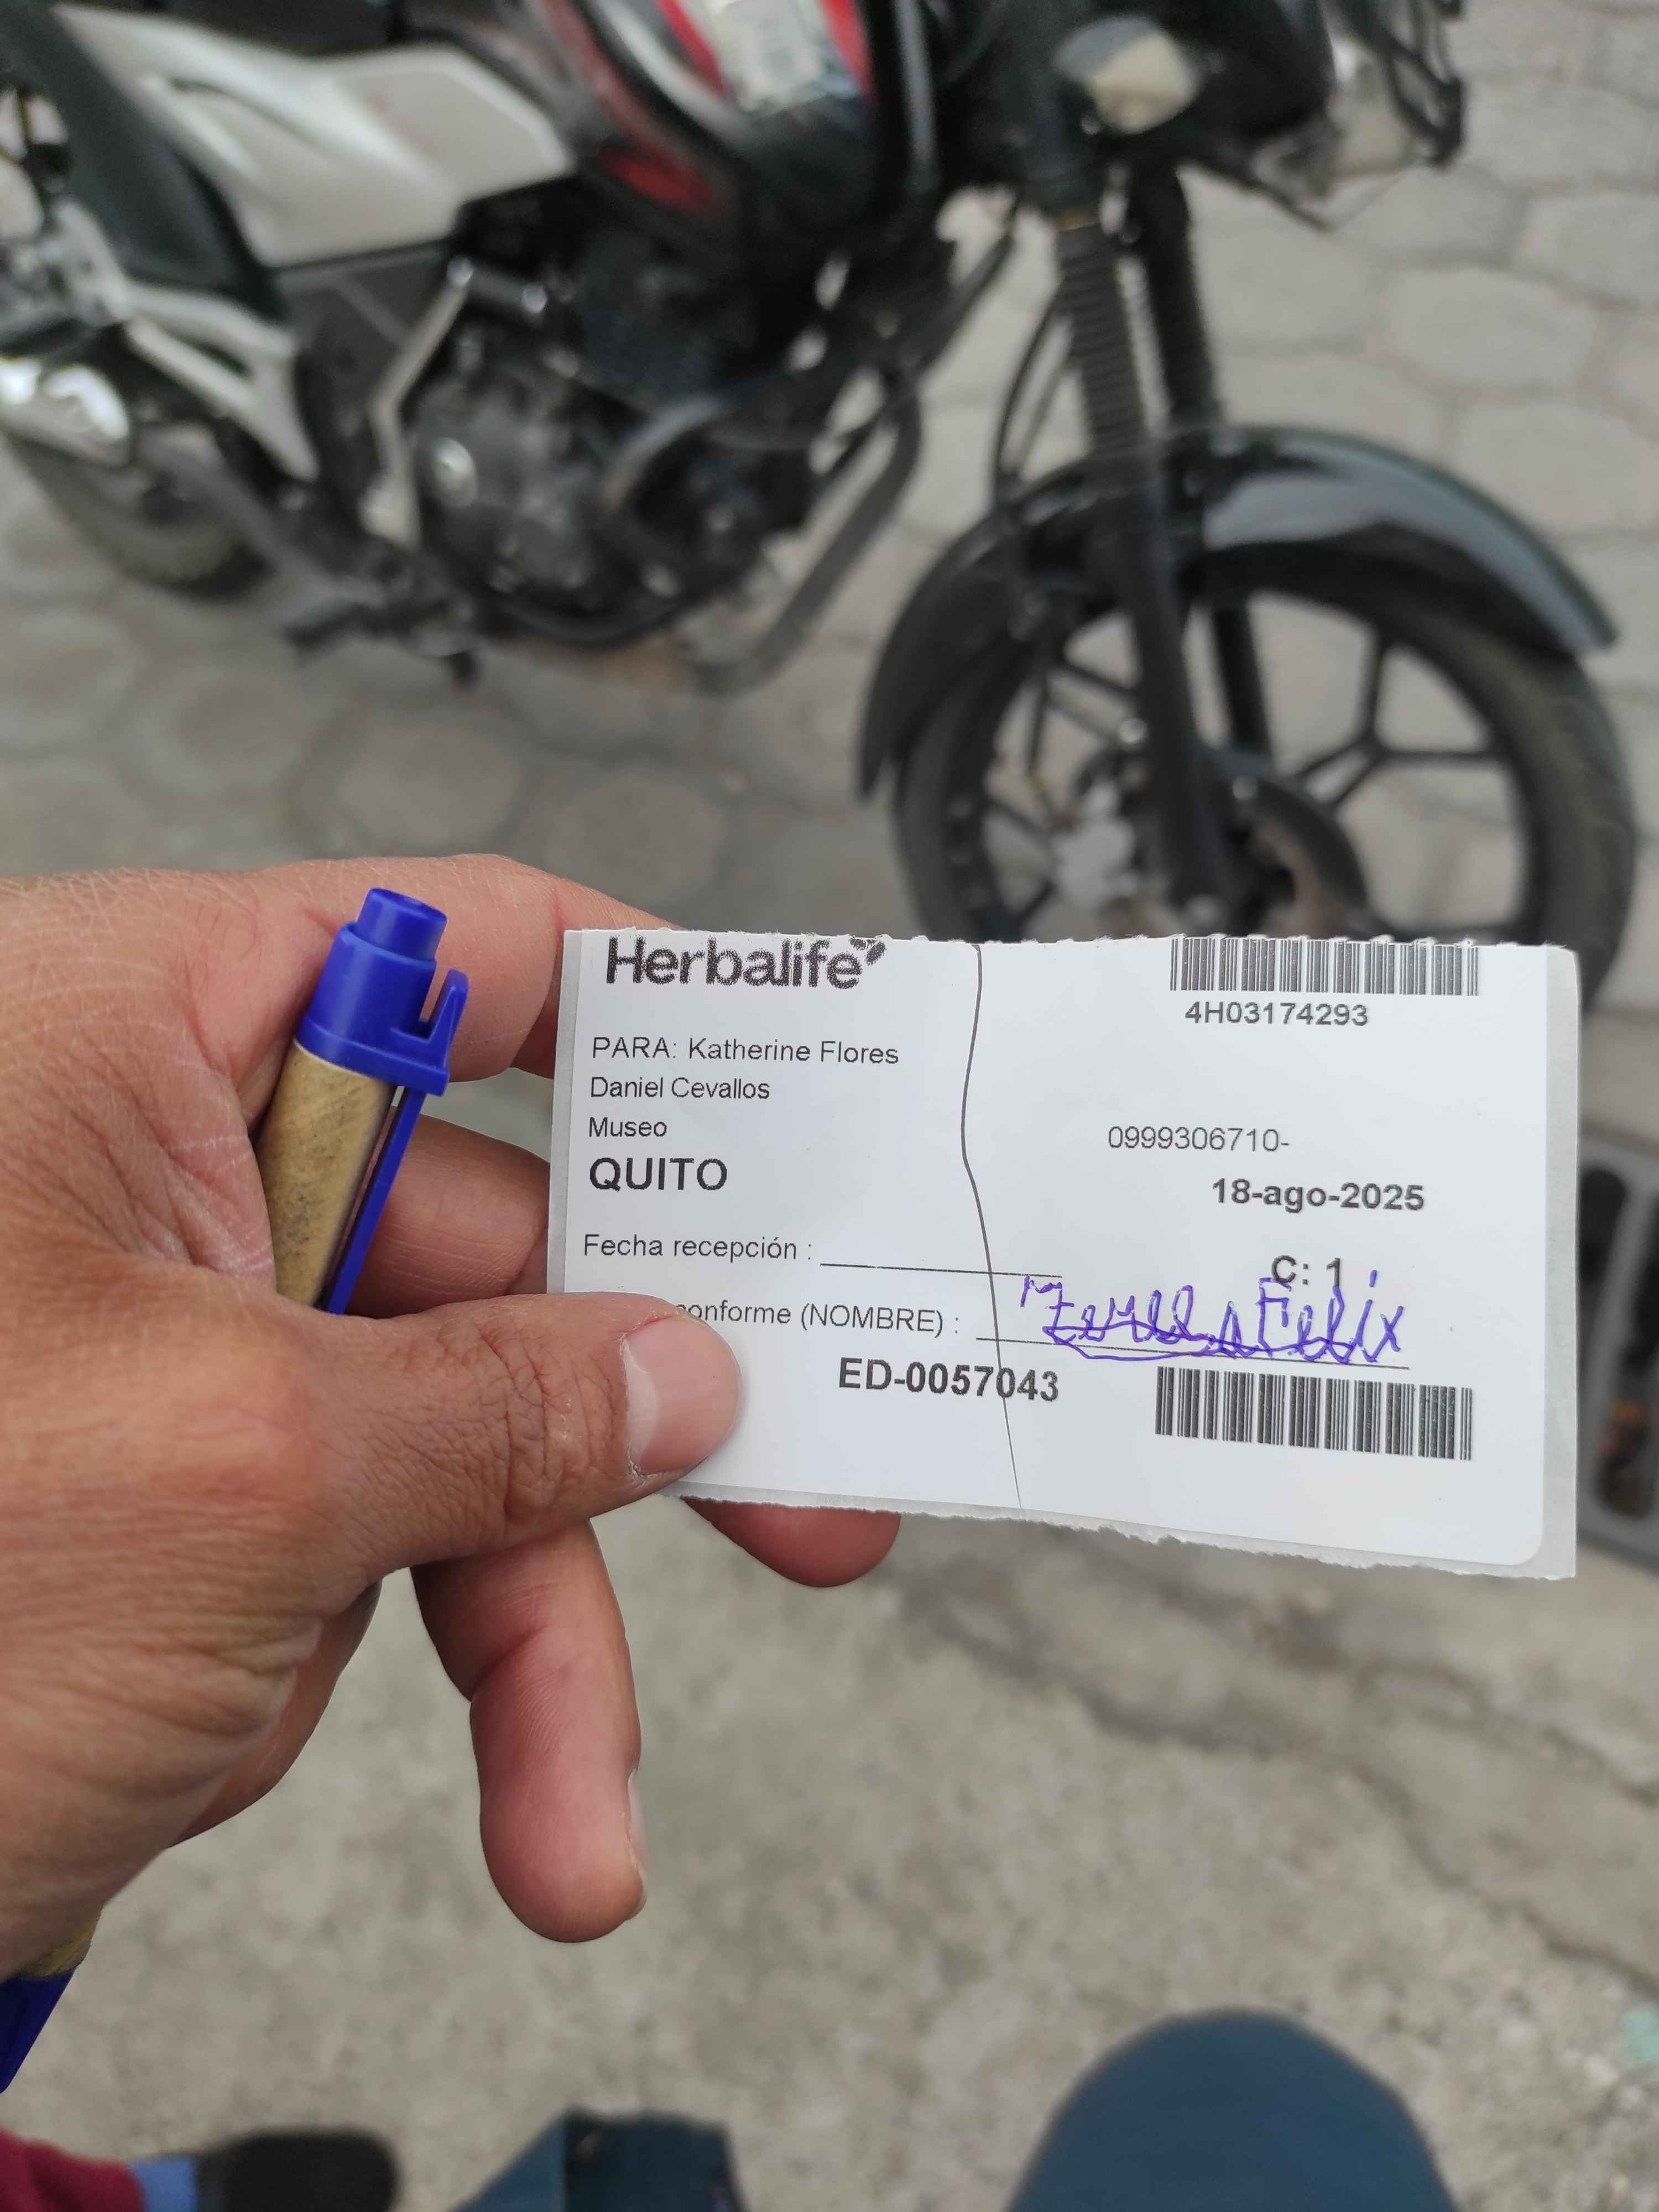 Herbalife
4H03174293
PARA: Katherine Flores
Daniel Cevallos
Museo
0999306710-
QUITO
18-ago-2025
Fecha recepción :
C: 1
conforme (NOMBRE) : Felix
ED-0057043